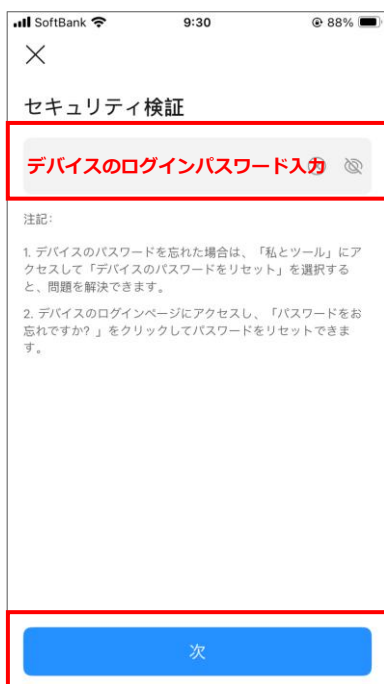 SoftBank 9:30 88%
セキュリティ検証
デバイスのログインパスワード入力
注記:
1. デバイスのパスワードを忘れた場合は、「私とツール」にア
クセスして「デバイスのパスワードをリセット」を選択する
と、問題を解決できます。
2. デバイスのログインページにアクセスし、「パスワードをお
忘れですか? 」をクリックしてパスワードをリセットできま
す。
次